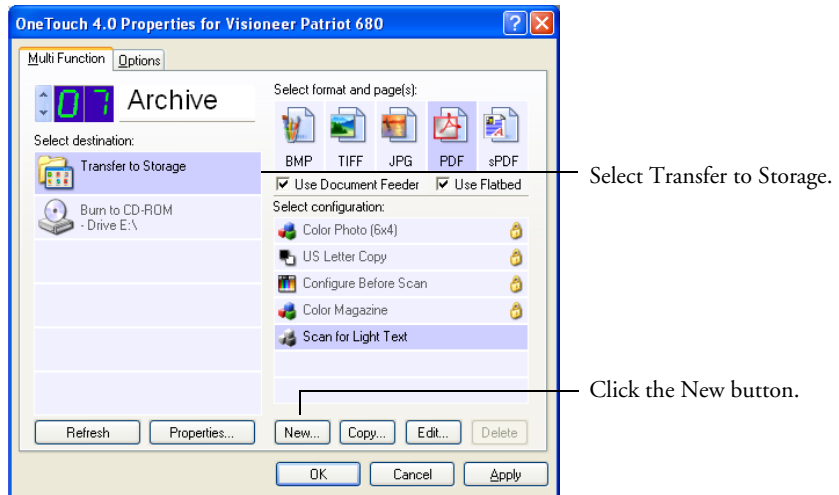 OneTouch 4.0 Properties for Visioneer Patriot 680
Multi Function
Options
07
Archive
Select destination:
Transfer to Storage
Burn to CD-ROM
- Drive E:\
Refresh
Properties...
Select format and page(s):
BMP
TIFF
JPG
PDF
sPDF
Use Document Feeder
Use Flatbed
Select configuration:
Color Photo (6x4)
US Letter Copy
Configure Before Scan
Color Magazine
Scan for Light Text
New...
Copy...
Edit...
Delete
OK
Cancel
Apply
Select Transfer to Storage.
Click the New button.